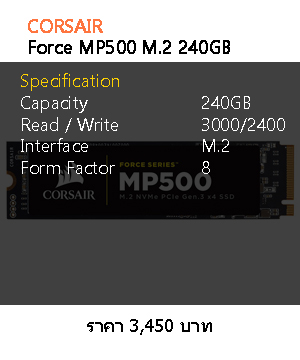 CORSAIR
Force MP500 M.2 240GB
Specification
Capacity 240GB
Read / Write 3000/2400
Interface M.2
Form Factor 8
FORCE SERIES™
CORSAIR
MP500
M.2 NVMe PCIe Gen.3 x4 SSD
ราคา 3,450 บาท